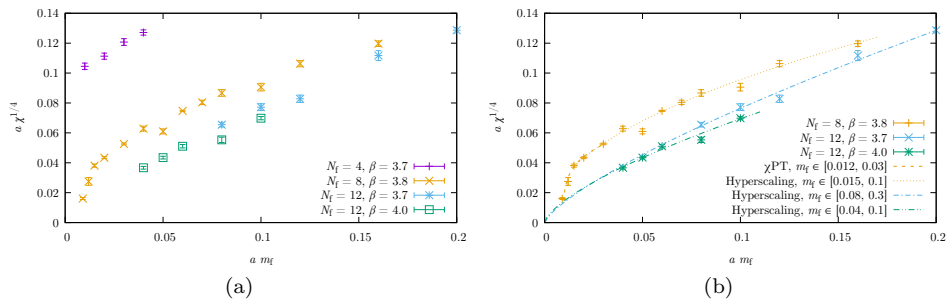 a χ^{1/4}
0.14
0.12
0.1
0.08
0.06
0.04
0.02
0
N_f = 4, β = 3.7
N_f = 8, β = 3.8
N_f = 12, β = 3.7
N_f = 12, β = 4.0
0 0.05 0.1 0.15 0.2
a m_f
(a)
a χ^{1/4}
0.14
0.12
0.1
0.08
0.06
0.04
0.02
0
N_f = 8, β = 3.8
N_f = 12, β = 3.7
N_f = 12, β = 4.0
χPT, m_f ∈ [0.012, 0.03]
Hyperscaling, m_f ∈ [0.015, 0.1]
Hyperscaling, m_f ∈ [0.08, 0.3]
Hyperscaling, m_f ∈ [0.04, 0.1]
0 0.05 0.1 0.15 0.2
a m_f
(b)